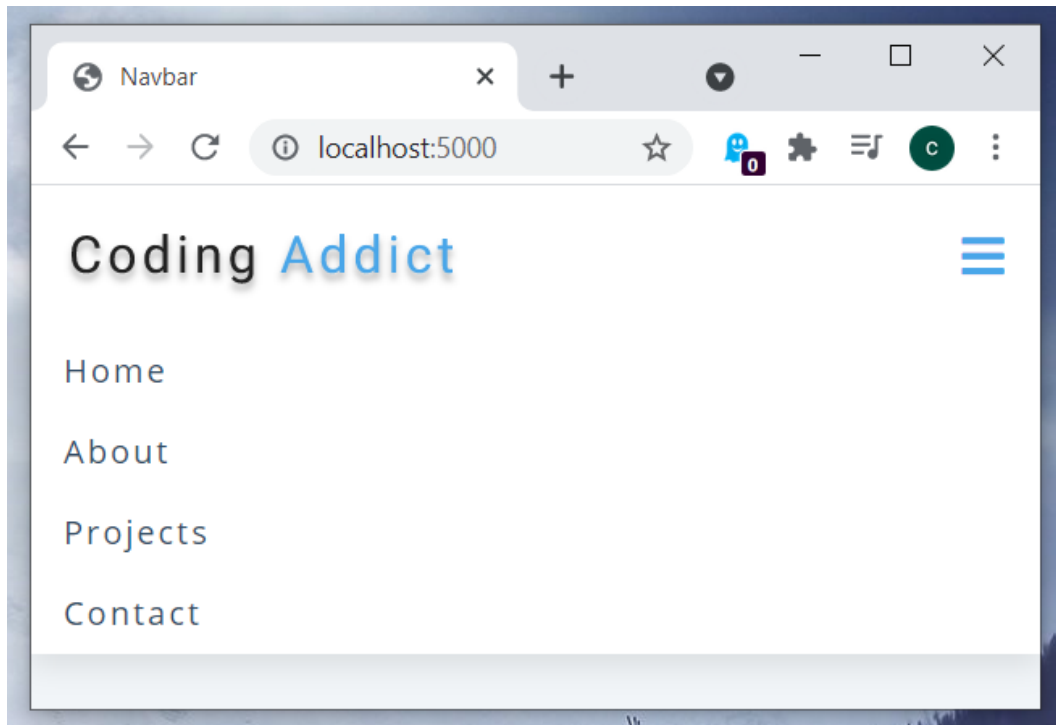 Navbar
localhost:5000
0
c
Coding Addict
Home
About
Projects
Contact